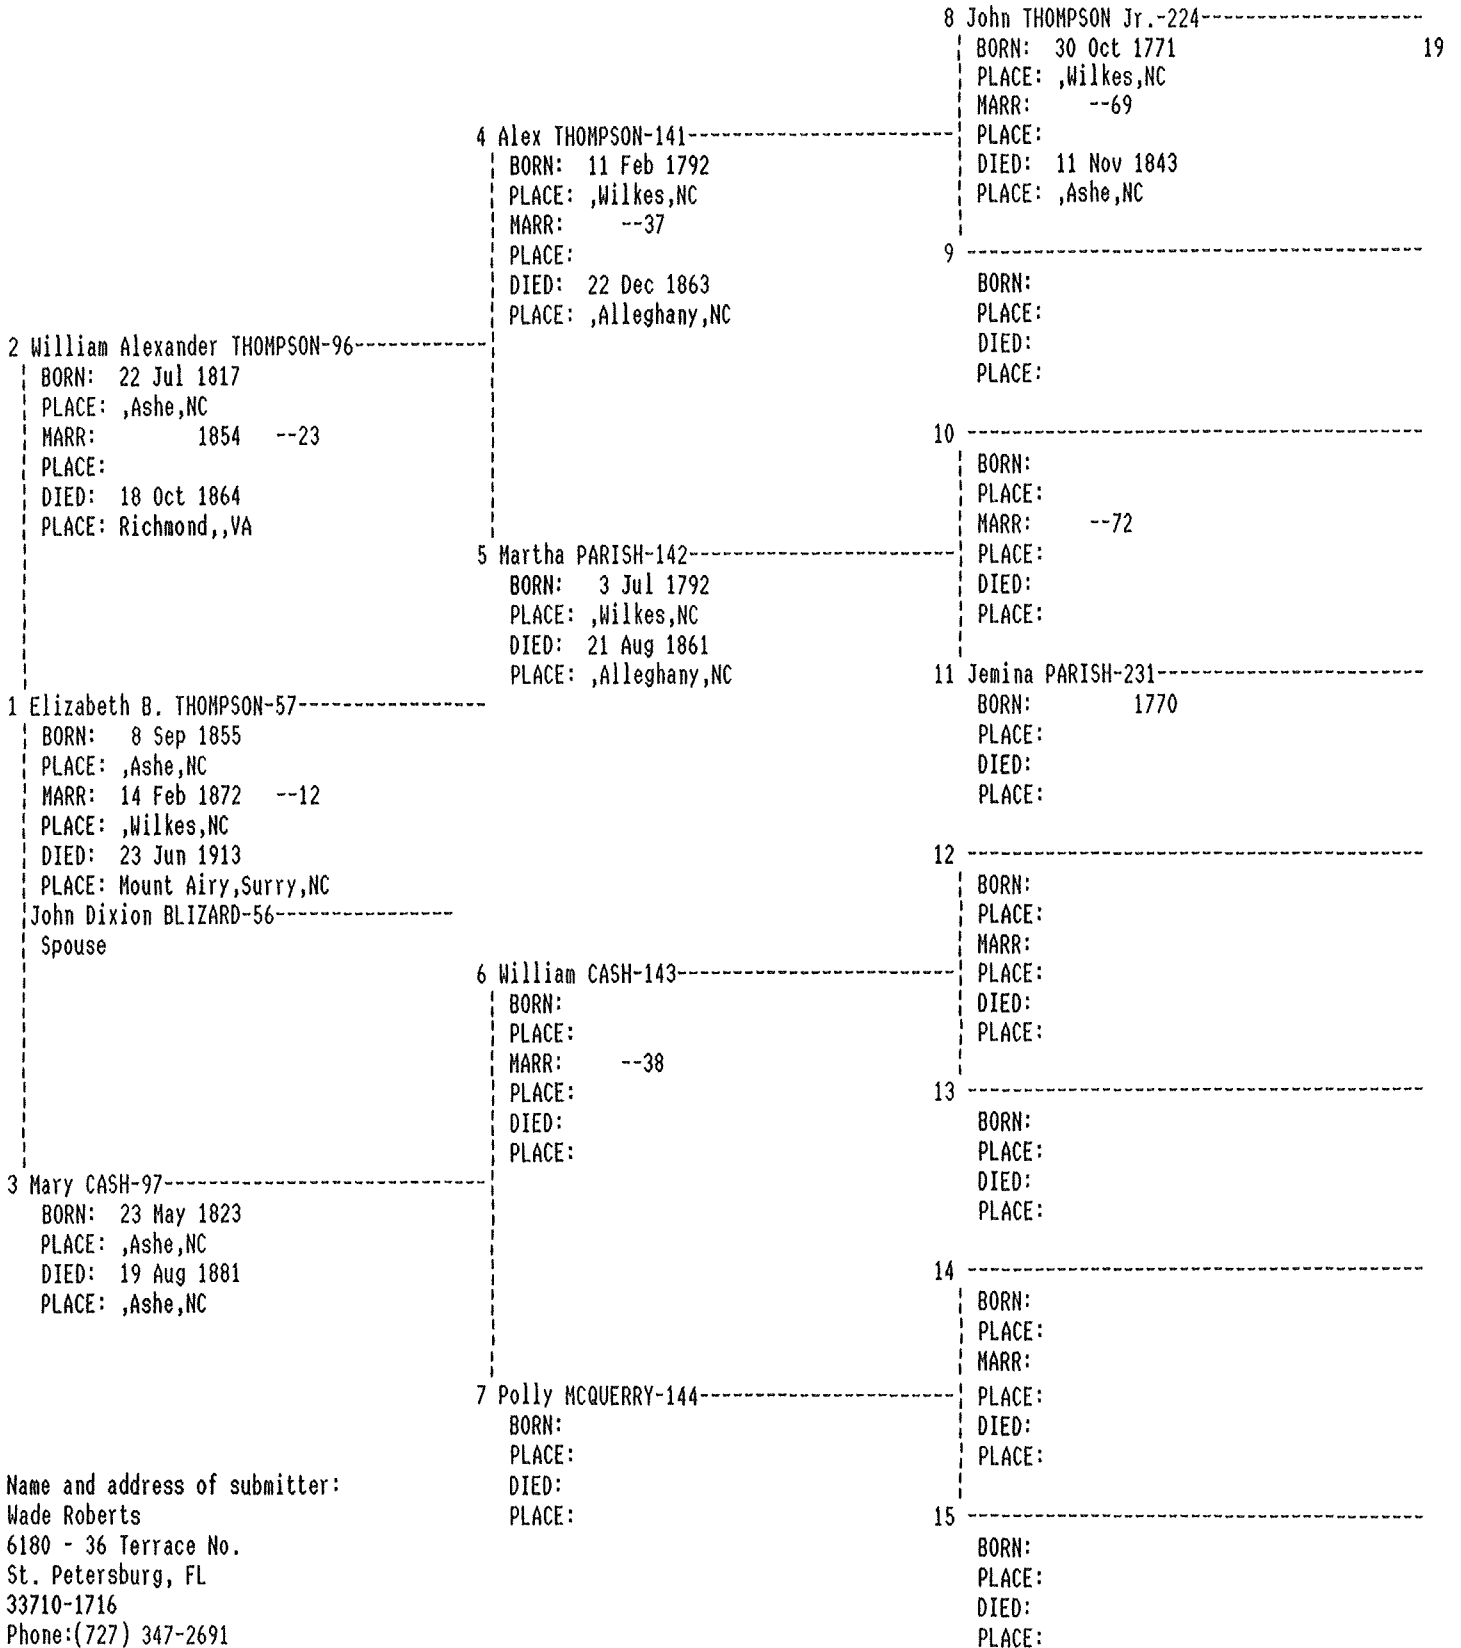 8 John THOMPSON Jr.-224
BORN: 30 Oct 1771 19
PLACE: ,Wilkes,NC
MARR: --69
PLACE:
DIED: 11 Nov 1843
PLACE: ,Ashe,NC
4 Alex THOMPSON-141
BORN: 11 Feb 1792
PLACE: ,Wilkes,NC
MARR: --37
PLACE:
DIED: 22 Dec 1863
PLACE: ,Alleghany,NC
9
BORN:
PLACE:
DIED:
PLACE:
2 William Alexander THOMPSON-96
BORN: 22 Jul 1817
PLACE: ,Ashe,NC
MARR: 1854 --23
PLACE:
DIED: 18 Oct 1864
PLACE: Richmond,,VA
10
BORN:
PLACE:
MARR: --72
PLACE:
DIED:
PLACE:
5 Martha PARISH-142
BORN: 3 Jul 1792
PLACE: ,Wilkes,NC
DIED: 21 Aug 1861
PLACE: ,Alleghany,NC
11 Jemina PARISH-231
BORN: 1770
PLACE:
DIED:
PLACE:
1 Elizabeth B. THOMPSON-57
BORN: 8 Sep 1855
PLACE: ,Ashe,NC
MARR: 14 Feb 1872 --12
PLACE: ,Wilkes,NC
DIED: 23 Jun 1913
PLACE: Mount Airy,Surry,NC
John Dixion BLIZARD-56
Spouse
12
BORN:
PLACE:
MARR:
PLACE:
DIED:
PLACE:
6 William CASH-143
BORN:
PLACE:
MARR: --38
PLACE:
DIED:
PLACE:
13
BORN:
PLACE:
DIED:
PLACE:
3 Mary CASH-97
BORN: 23 May 1823
PLACE: ,Ashe,NC
DIED: 19 Aug 1881
PLACE: ,Ashe,NC
14
BORN:
PLACE:
MARR:
PLACE:
DIED:
PLACE:
7 Polly MCQUERRY-144
BORN:
PLACE:
DIED:
PLACE:
15
BORN:
PLACE:
DIED:
PLACE:
Name and address of submitter:
Wade Roberts
6180 - 36 Terrace No.
St. Petersburg, FL
33710-1716
Phone:(727) 347-2691